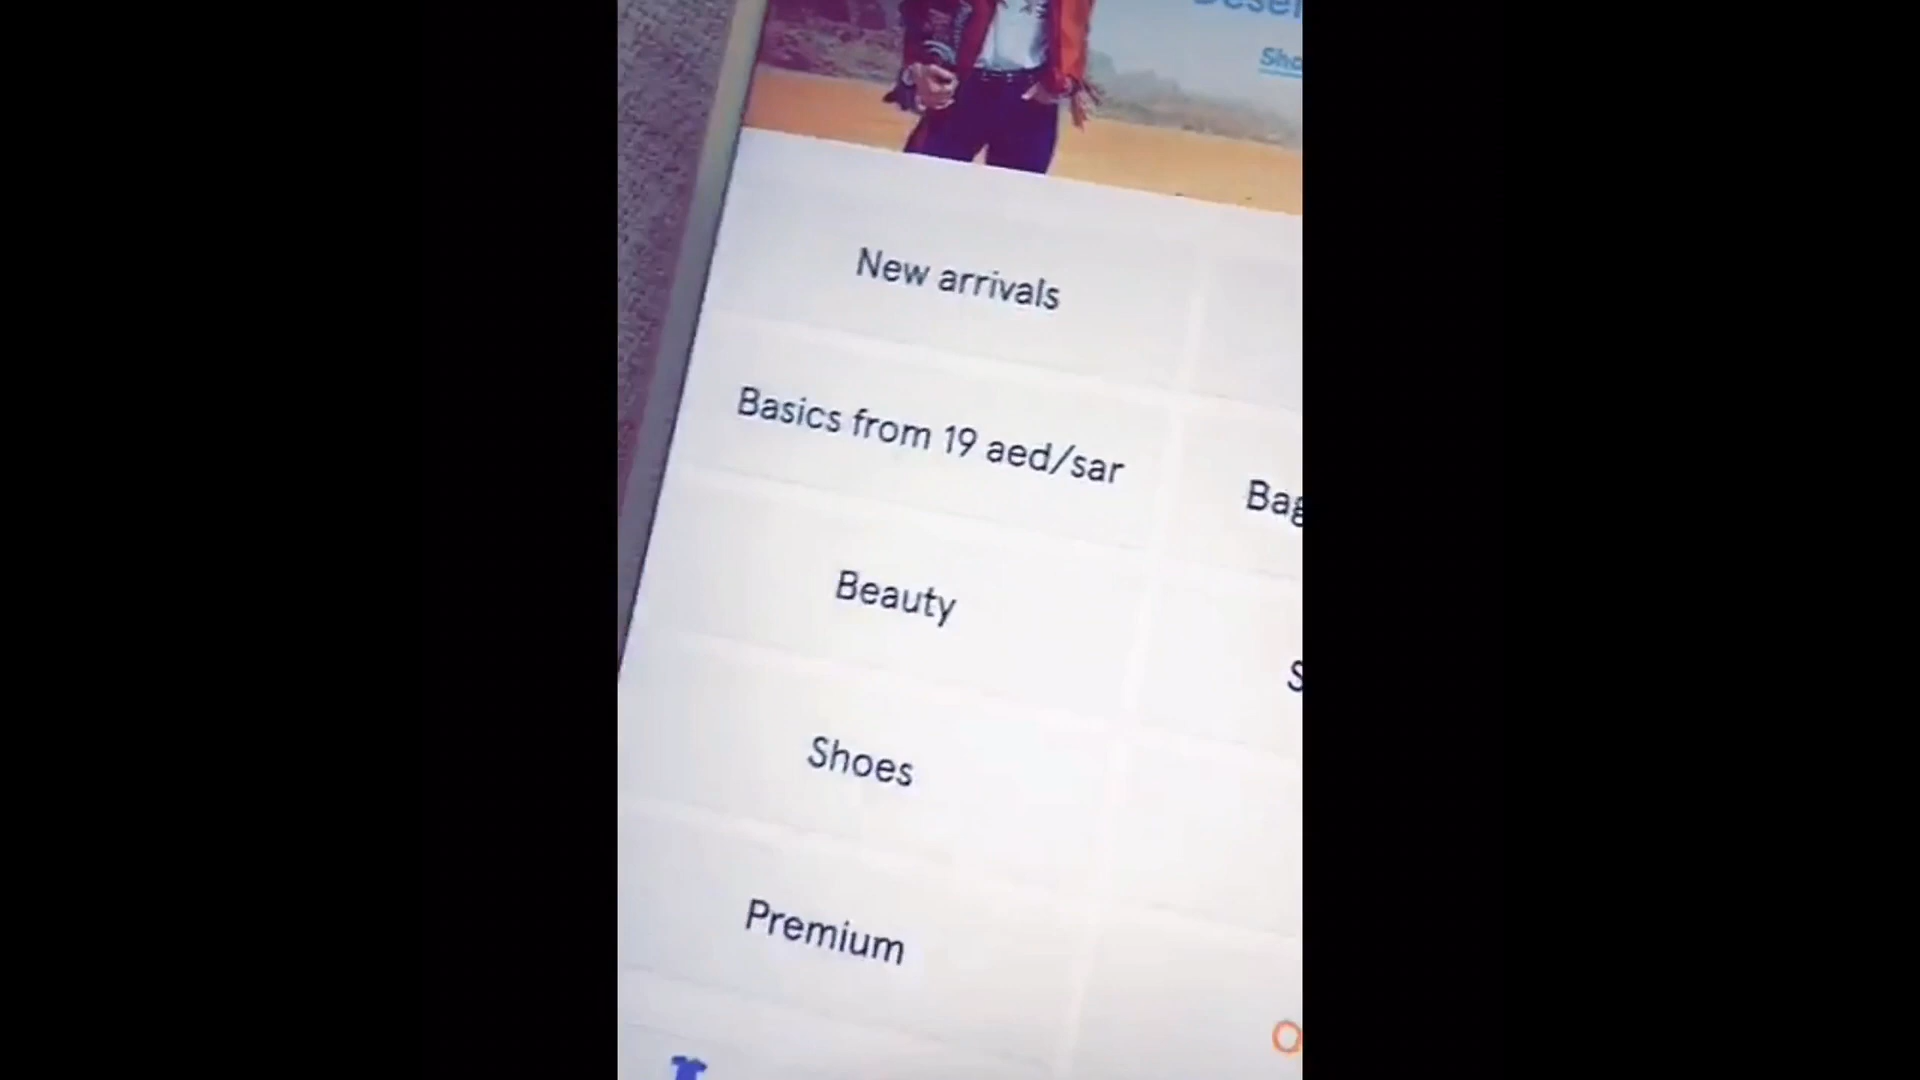 New arrivals
Basics from 19 aed/sar
Beauty
Shoes
Premium